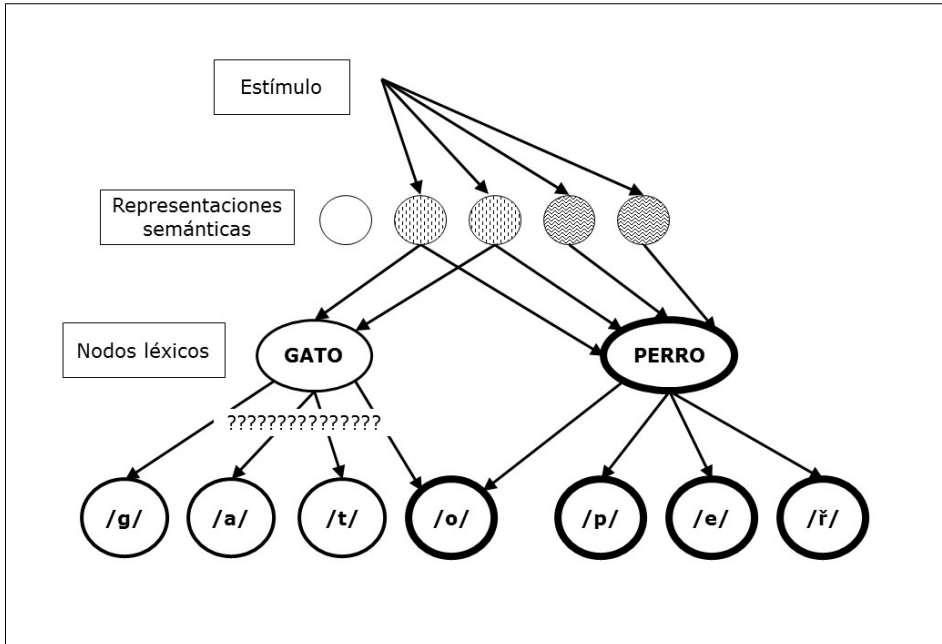 Estímulo
Representaciones
semánticas
Nodos léxicos
GATO
PERRO
???????????????
/g/
/a/
/t/
/o/
/p/
/e/
/ř/